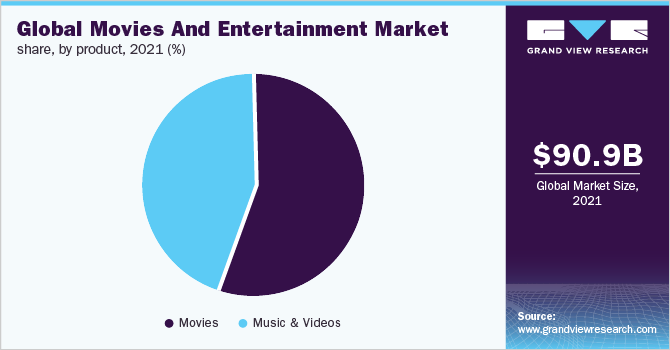 Global Movies And Entertainment Market
share, by product, 2021 (%)
Movies
Music & Videos
GVR
GRAND VIEW RESEARCH
$90.9B
Global Market Size,
2021
Source:
www.grandviewresearch.com